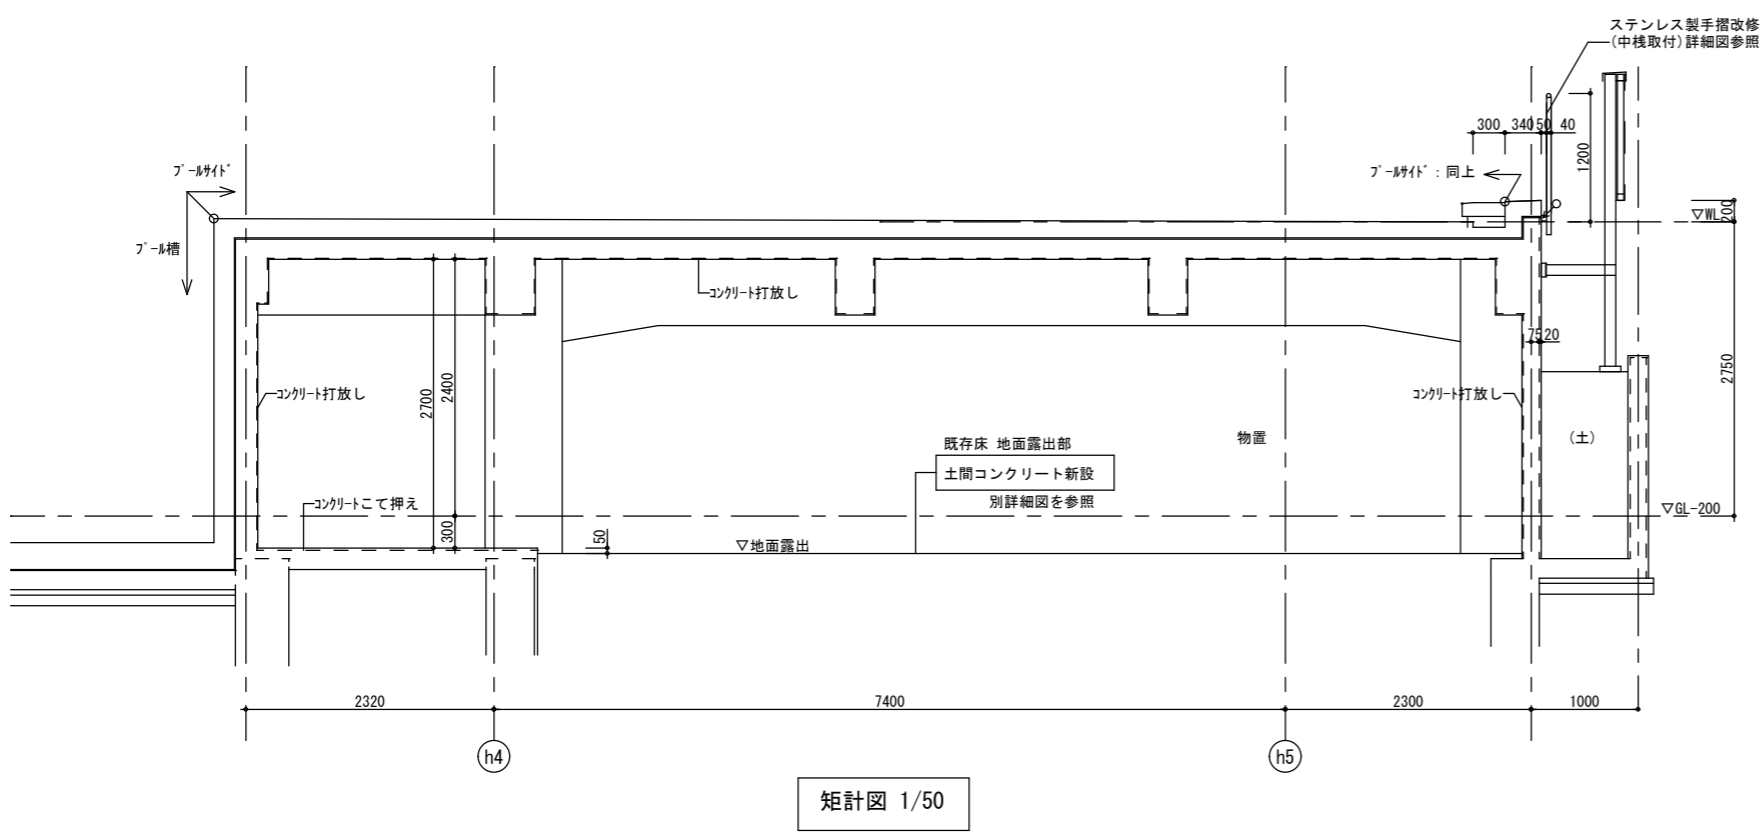 ステンレス製手摺改修
(中桟取付)詳細図参照
300
340
50
40
1200
プールサイド
プールサイド：同上
▽WL
200
プール槽
コンクリート打放し
75
20
2750
コンクリート打放し
2700
2400
コンクリート打放し
既存床 地面露出部
物置
(土)
土間コンクリート新設
別詳細図を参照
コンクリートこて押え
▽GL-200
300
50
▽地面露出
2320
7400
2300
1000
h4
h5
矩計図 1/50